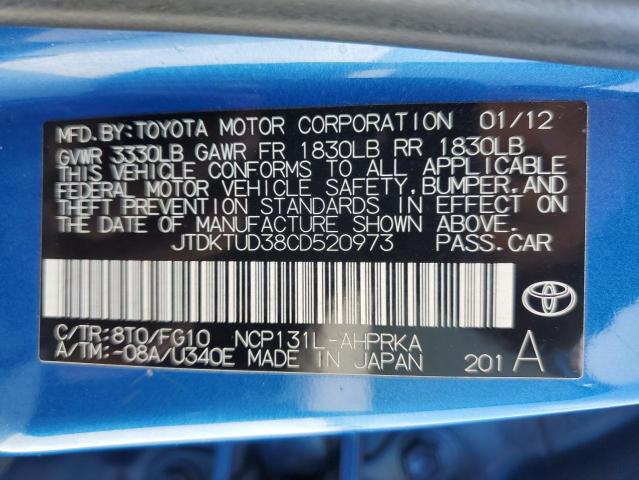 MFD. BY: TOYOTA MOTOR CORPORATION 01/12
GVWR 3330LB GAWR FR 1830LB RR 1830LB
THIS VEHICLE CONFORMS TO ALL APPLICABLE
FEDERAL MOTOR VEHICLE SAFETY, BUMPER, AND
THEFT PREVENTION STANDARDS IN EFFECT ON
THE DATE OF MANUFACTURE SHOWN ABOVE.
JTDKTUD38CD520973 PASS. CAR
C/TR: 8T0/FG10 NCP131L-AHPRKA
A/TM: -08A/U340E MADE IN JAPAN 201 A